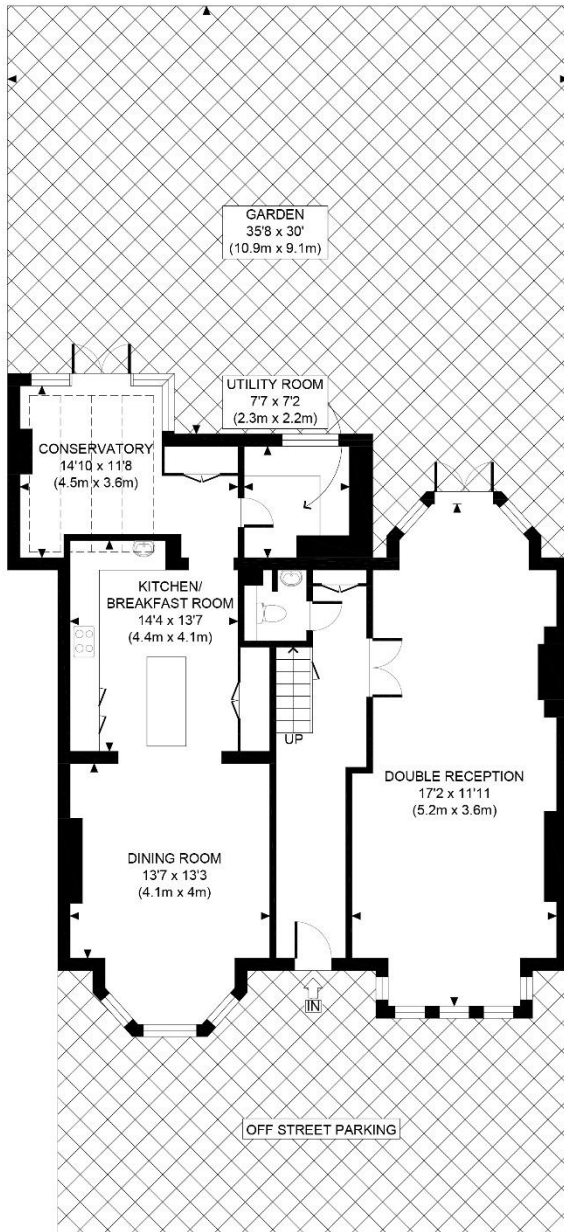 GARDEN
35'8 x 30'
(10.9m x 9.1m)
UTILITY ROOM
7'7 x 7'2
(2.3m x 2.2m)
CONSERVATORY
14'10 x 11'8
(4.5m x 3.6m)
KITCHEN/
BREAKFAST ROOM
14'4 x 13'7
(4.4m x 4.1m)
UP
DOUBLE RECEPTION
17'2 x 11'11
(5.2m x 3.6m)
DINING ROOM
13'7 x 13'3
(4.1m x 4m)
IN
OFF STREET PARKING